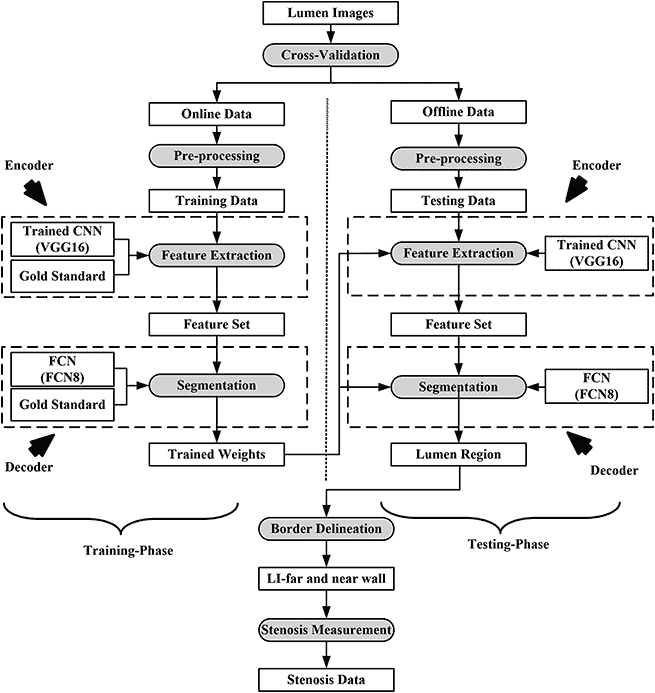 Lumen Images
Cross-Validation
Online Data
Offline Data
Pre-processing
Pre-processing
Encoder
Encoder
Training Data
Testing Data
Trained CNN
(VGG16)
Gold Standard
Feature Extraction
Feature Extraction
Trained CNN
(VGG16)
Feature Set
Feature Set
FCN
(FCN8)
Gold Standard
Segmentation
Segmentation
FCN
(FCN8)
Decoder
Trained Weights
Lumen Region
Decoder
Training-Phase
Border Delineation
Testing-Phase
LI-far and near wall
Stenosis Measurement
Stenosis Data